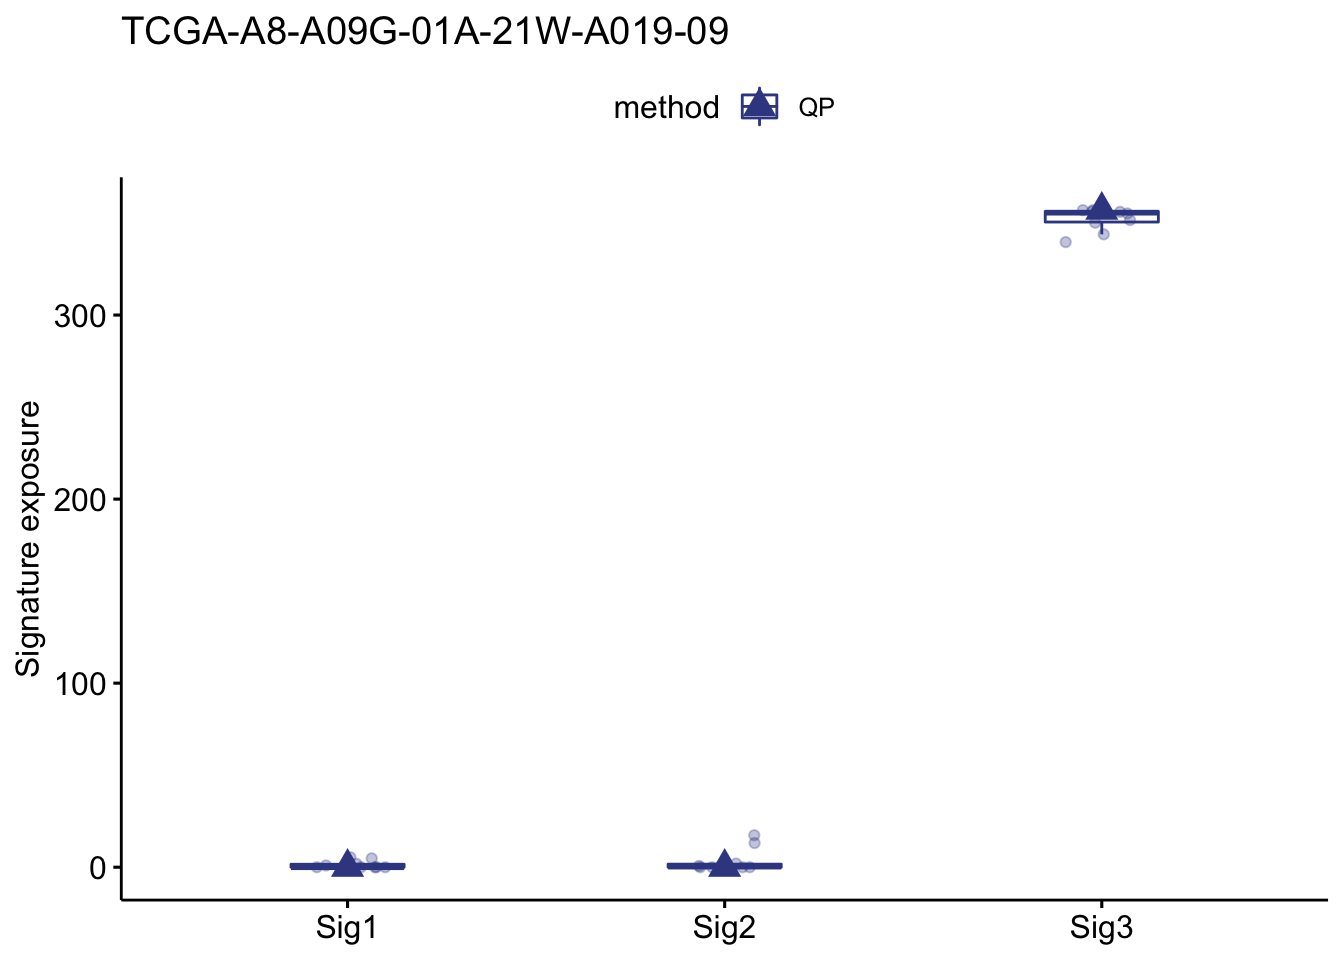 TCGA-A8-A09G-01A-21W-A019-09
method QP
Signature exposure
300
200
100
0
Sig1 Sig2 Sig3